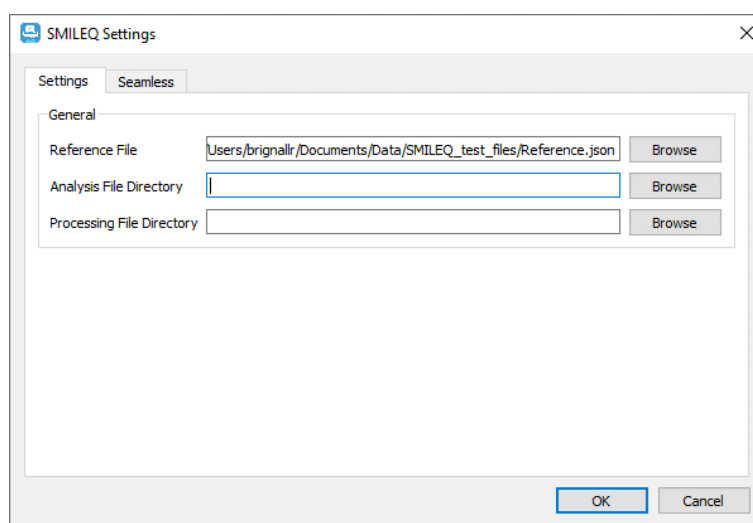 SMILEQ Settings
Settings Seamless
General
Reference File Users/brignallr/Documents/Data/SMILEQ_test_files/Reference.json Browse
Analysis File Directory Browse
Processing File Directory Browse
OK Cancel